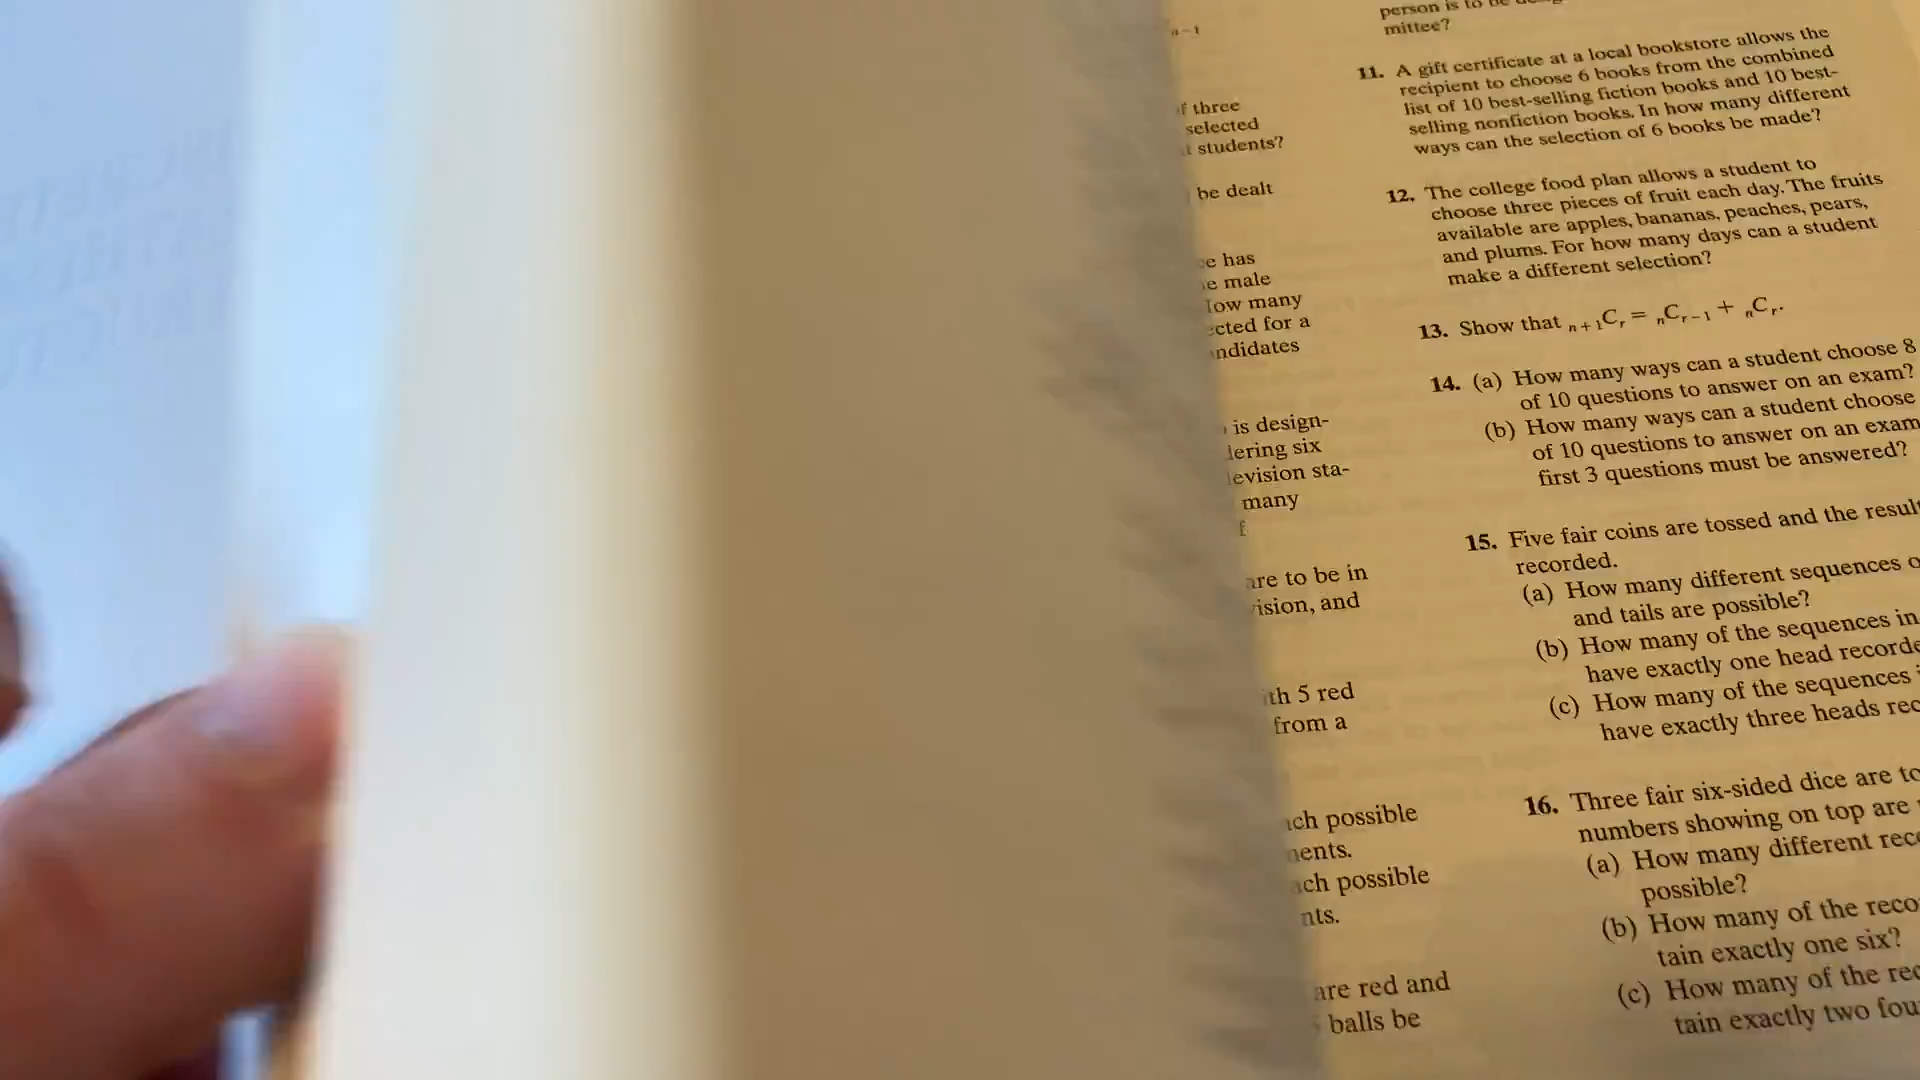 n-1
f three
selected
t students?
be dealt
e has
e male
low many
cted for a
ndidates
is design-
lering six
evision sta-
many
f
are to be in
ision, and
th 5 red
from a
ch possible
ents.
ch possible
nts.
are red and
balls be
person is to be
mittee?
11. A gift certificate at a local bookstore allows the
recipient to choose 6 books from the combined
list of 10 best-selling fiction books and 10 best-
selling nonfiction books. In how many different
ways can the selection of 6 books be made?
12. The college food plan allows a student to
choose three pieces of fruit each day. The fruits
available are apples, bananas, peaches, pears,
and plums. For how many days can a student
make a different selection?
13. Show that n+1Cr = nCr-1 + nCr.
14. (a) How many ways can a student choose 8
of 10 questions to answer on an exam?
(b) How many ways can a student choose
of 10 questions to answer on an exam
first 3 questions must be answered?
15. Five fair coins are tossed and the result
recorded.
(a) How many different sequences o
and tails are possible?
(b) How many of the sequences in
have exactly one head recorde
(c) How many of the sequences i
have exactly three heads rec
16. Three fair six-sided dice are to
numbers showing on top are
(a) How many different reco
possible?
(b) How many of the reco
tain exactly one six?
(c) How many of the rec
tain exactly two fou